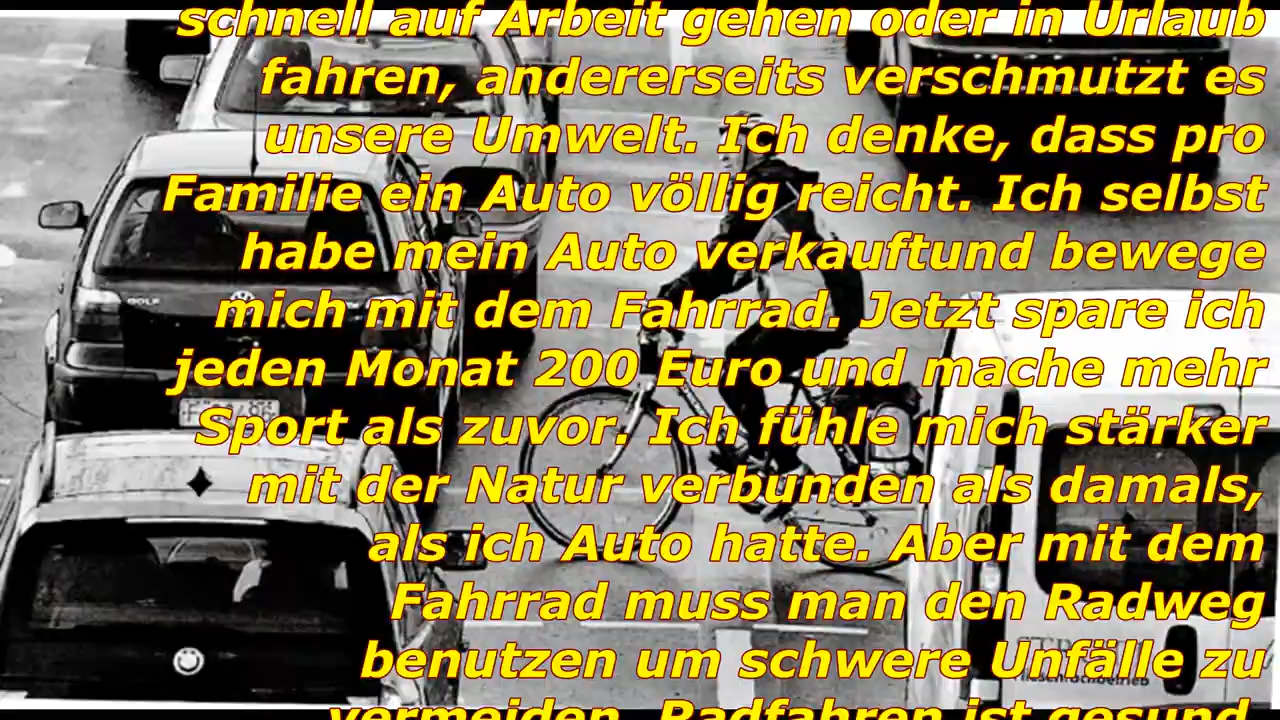 schnell auf Arbeit gehen oder in Urlaub
fahren, andererseits verschmutzt es
unsere Umwelt. Ich denke, dass pro
Familie ein Auto völlig reicht. Ich selbst
habe mein Auto verkauftund bewege
mich mit dem Fahrrad. Jetzt spare ich
jeden Monat 200 Euro und mache mehr
Sport als zuvor. Ich fühle mich stärker
mit der Natur verbunden als damals,
als ich Auto hatte. Aber mit dem
Fahrrad muss man den Radweg
benutzen um schwere Unfälle zu
vermeiden. Radfahren ist gesund.
GOLF